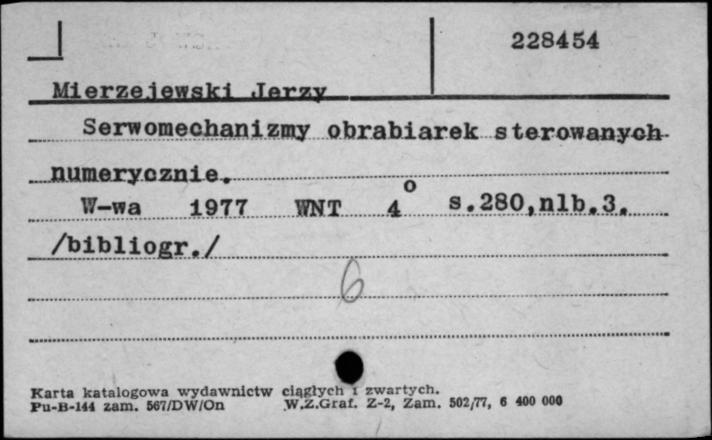 228454
Mierzejewski Jerzy
Serwomechanizmy obrabiarek sterowanych
numerycznie.
W-wa 1977 WNT 4° s.280,nlb.3.
/bibliogr./
6
Karta katalogowa wydawnictw ciągłych i zwartych.
Pu-B-144 zam. 567/DW/On W.Z.Graf. Z-2, Zam. 502/77, 6 400 000